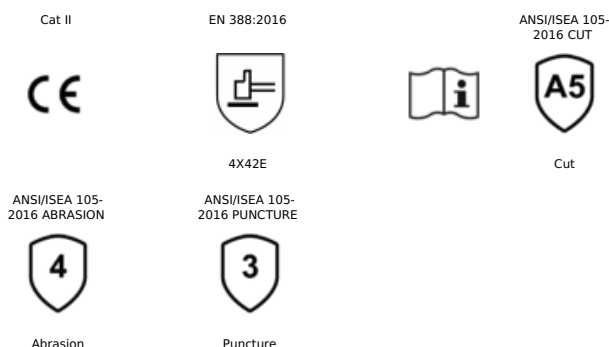 Cat II
EN 388:2016
ANSI/ISEA 105-
2016 CUT
CE
i
A5
4X42E
Cut
ANSI/ISEA 105-
2016 ABRASION
ANSI/ISEA 105-
2016 PUNCTURE
4
3
Abrasion
Puncture